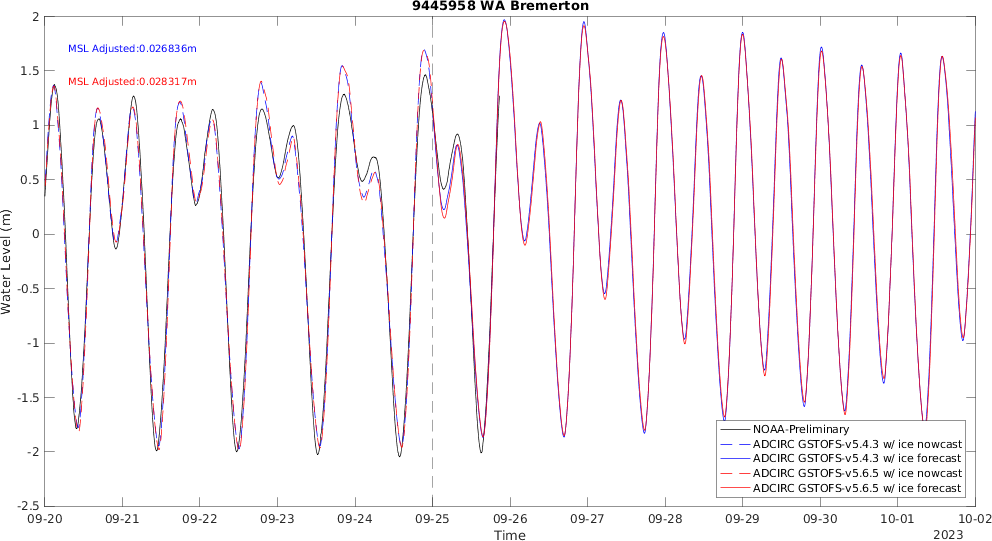 9445958 WA Bremerton
MSL Adjusted:0.026836m
MSL Adjusted:0.028317m
Water Level (m)
2
1.5
1
0.5
0
-0.5
-1
-1.5
-2
-2.5
NOAA-Preliminary
ADCIRC GSTOFS-v5.4.3 w/ ice nowcast
ADCIRC GSTOFS-v5.4.3 w/ ice forecast
ADCIRC GSTOFS-v5.6.5 w/ ice nowcast
ADCIRC GSTOFS-v5.6.5 w/ ice forecast
09-20 09-21 09-22 09-23 09-24 09-25 09-26 09-27 09-28 09-29 09-30 10-01 10-02
Time
2023